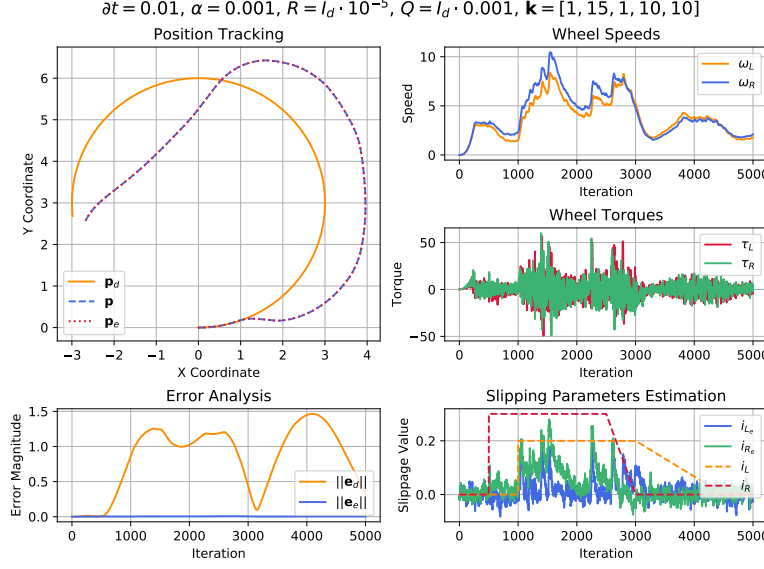 ∂t = 0.01, α = 0.001, R = I_d · 10⁻⁵, Q = I_d · 0.001, k = [1, 15, 1, 10, 10]
Position Tracking
Y Coordinate
6
5
4
3
2
1
0
p_d
p
p_e
−3 −2 −1 0 1 2 3 4
X Coordinate
Wheel Speeds
Speed
10
5
0
ω_L
ω_R
0 1000 2000 3000 4000 5000
Iteration
Wheel Torques
Torque
50
0
−50
τ_L
τ_R
0 1000 2000 3000 4000 5000
Iteration
Error Analysis
Error Magnitude
1.5
1.0
0.5
0.0
||e_d||
||e_e||
0 1000 2000 3000 4000 5000
Iteration
Slipping Parameters Estimation
Slippage Value
0.2
0.0
i_{L_e}
i_{R_e}
i_L
i_R
0 1000 2000 3000 4000 5000
Iteration